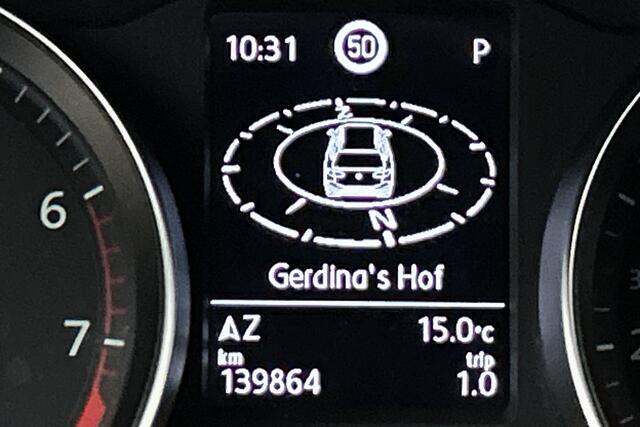 10:31 50 P
Z
6
N
Gerdina's Hof
7
AZ 15.0°C
km trip
139864 1.0